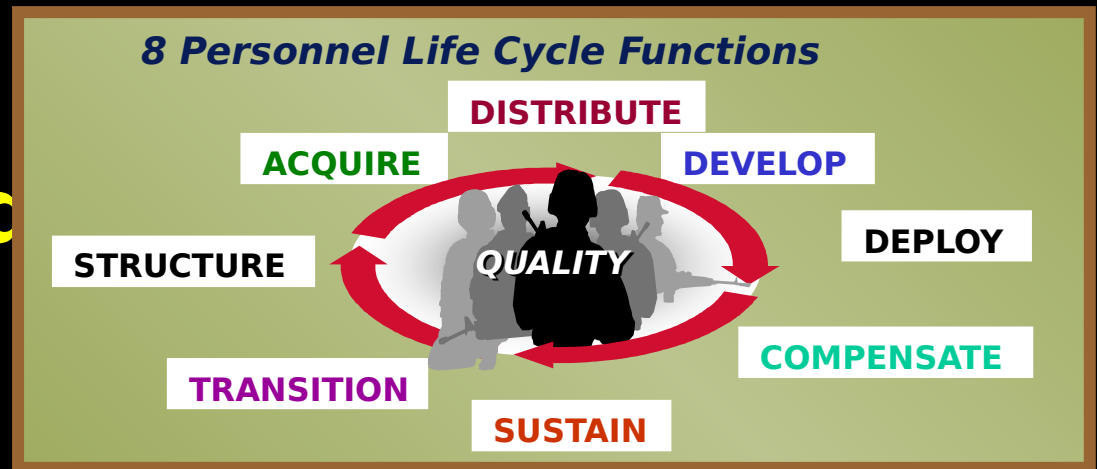 8 Personnel Life Cycle Functions
DISTRIBUTE
ACQUIRE
DEVELOP
DEPLOY
STRUCTURE
QUALITY
COMPENSATE
TRANSITION
SUSTAIN